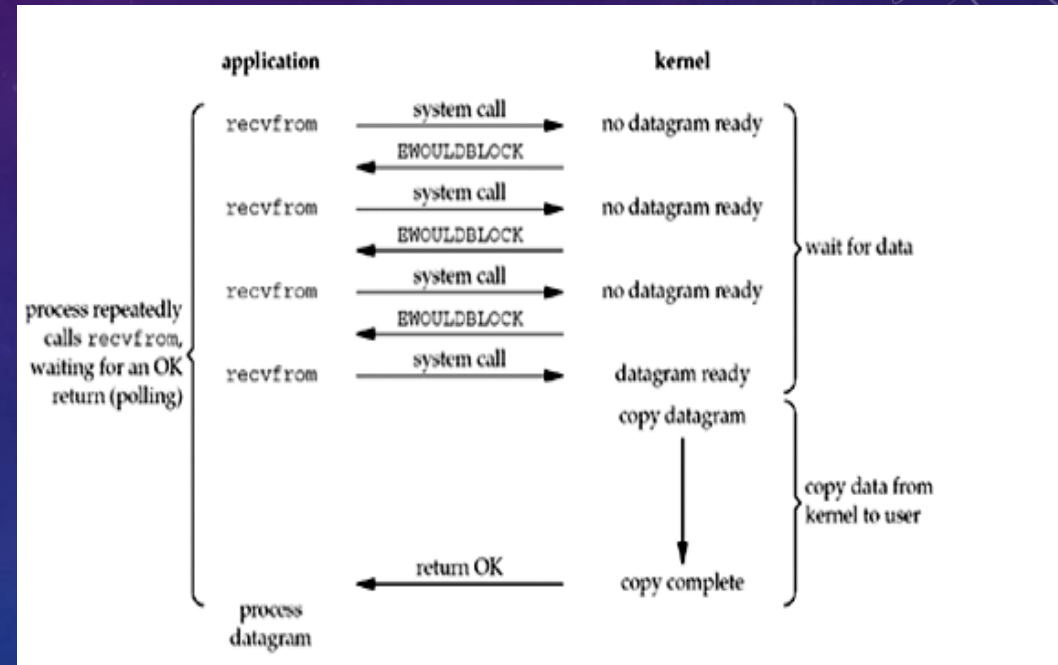 application kernel
recvfrom system call no datagram ready
EWOULDBLOCK
recvfrom system call no datagram ready
EWOULDBLOCK
wait for data
recvfrom system call no datagram ready
process repeatedly
calls recvfrom,
waiting for an OK
return (polling)
EWOULDBLOCK
recvfrom system call datagram ready
copy datagram
copy data from
kernel to user
return OK copy complete
process
datagram